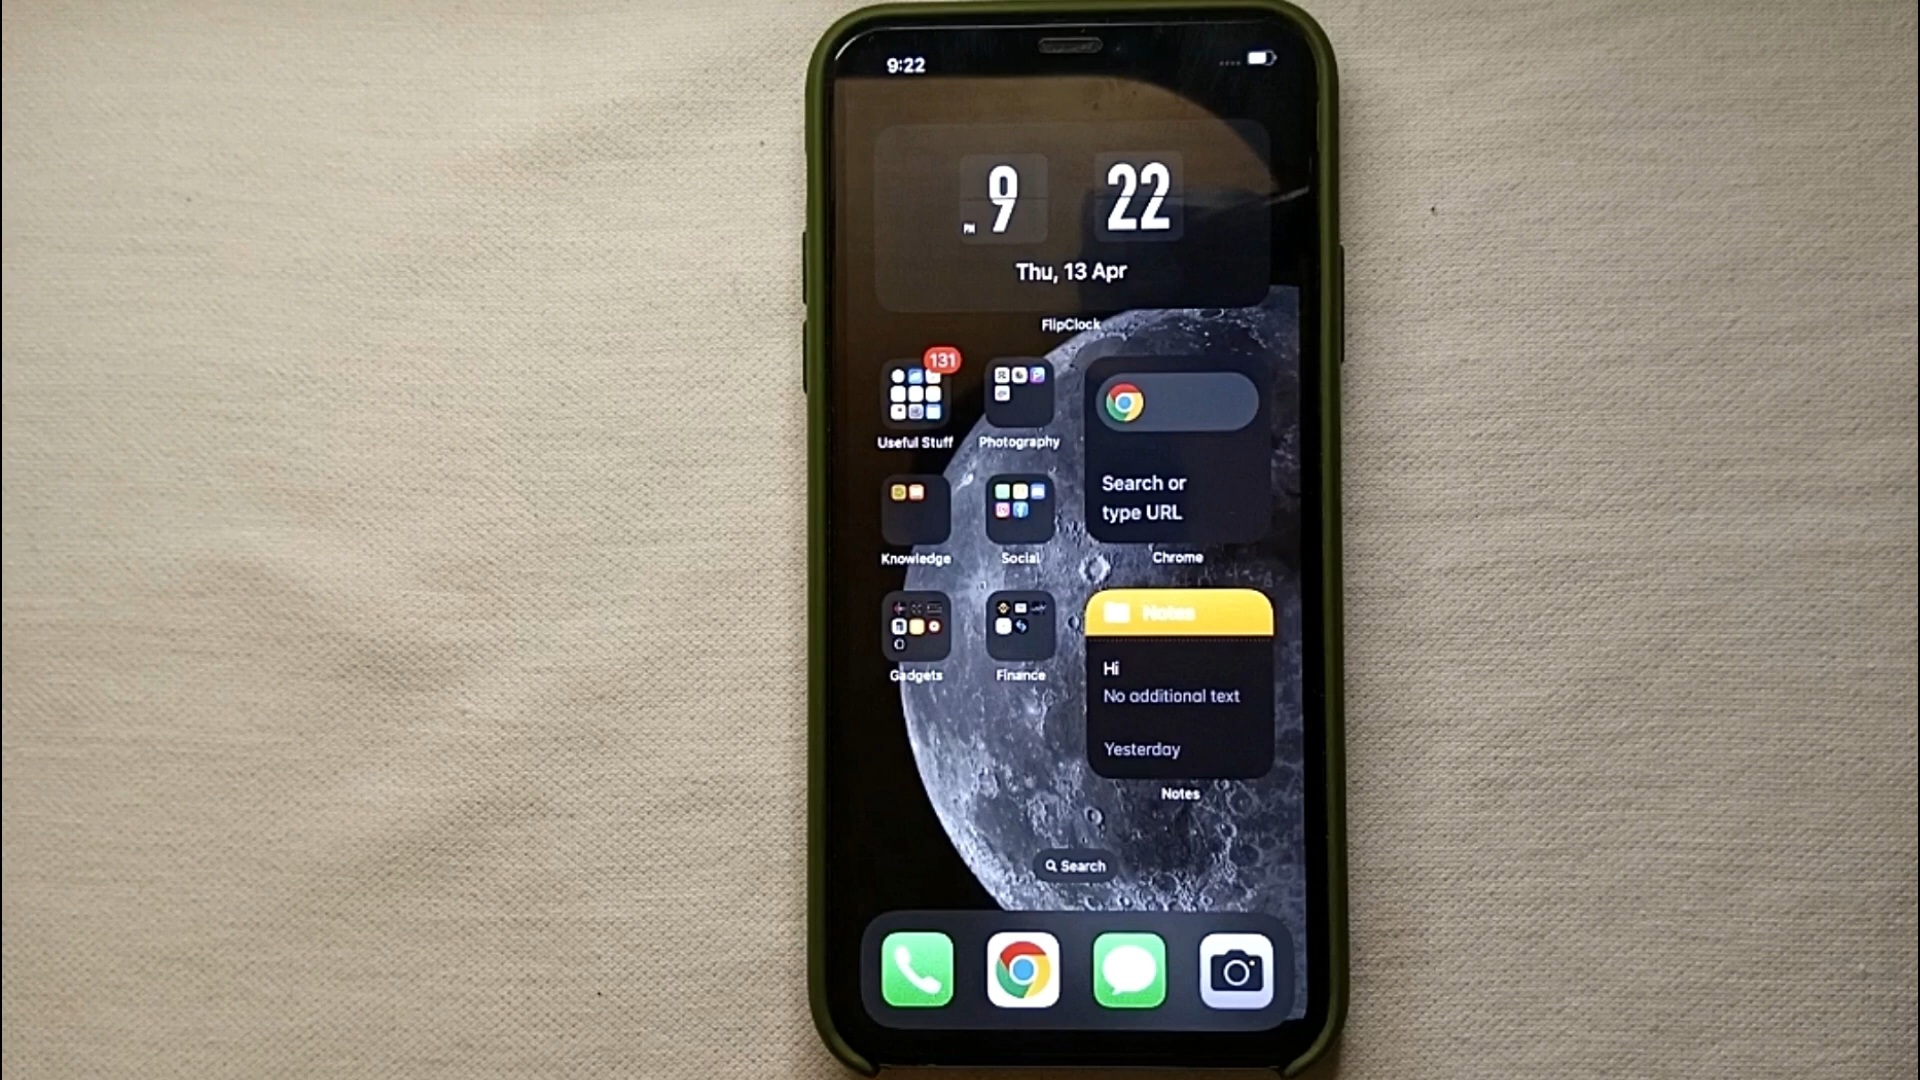 9:22
PM 9 22
Thu, 13 Apr
FlipClock
131
Useful Stuff
Photography
Search or
type URL
Knowledge
Social
Chrome
Notes
Hi
No additional text
Yesterday
Gadgets
Finance
Notes
Search